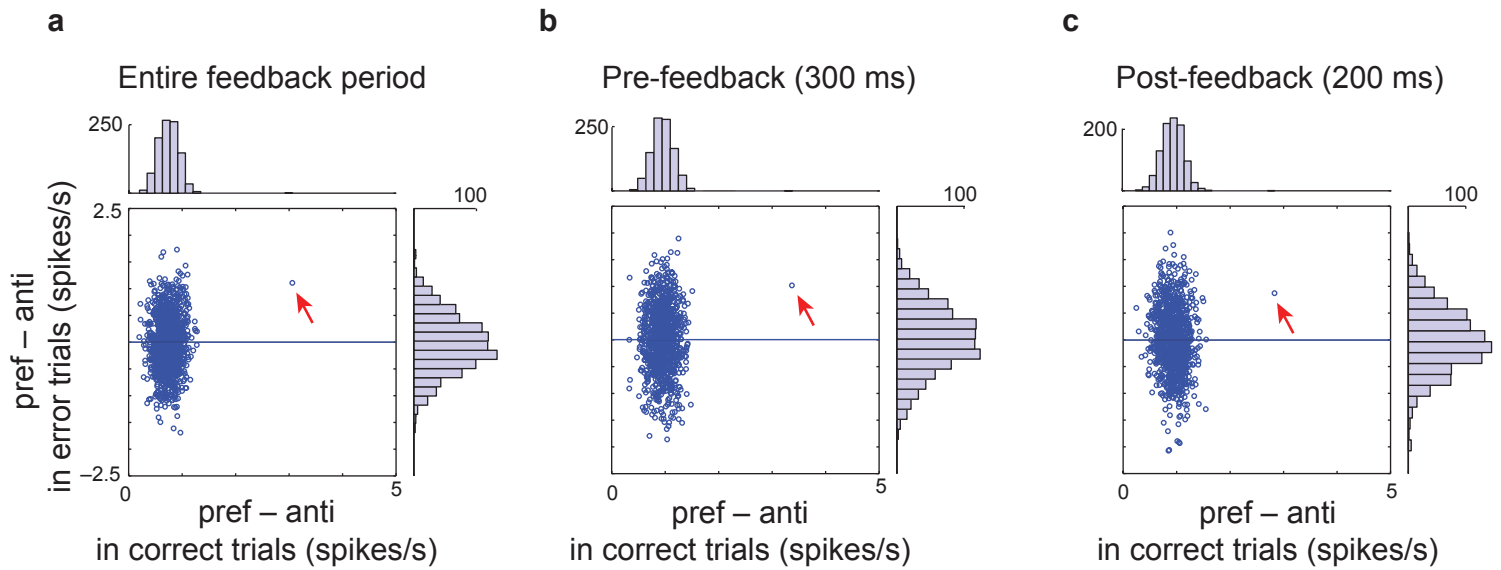 a
Entire feedback period
250
100
2.5
–2.5
0
5
pref – anti
in error trials (spikes/s)
pref – anti
in correct trials (spikes/s)
b
Pre-feedback (300 ms)
250
100
0
5
pref – anti
in correct trials (spikes/s)
c
Post-feedback (200 ms)
200
100
0
5
pref – anti
in correct trials (spikes/s)